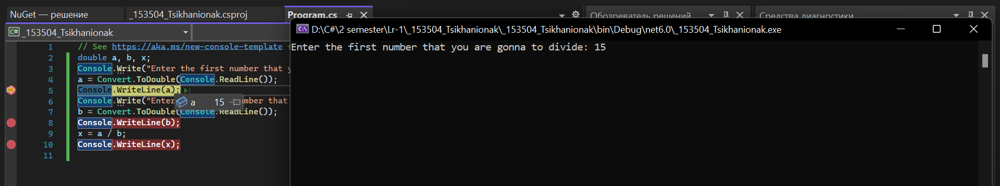 NuGet — решение
_153504_Tsikhanionak.csproj
Program.cs
Обозреватель решений
Средства диагностики
C# _153504_Tsikhanionak
1 // See https://aka.ms/new-console-template
2 double a, b, x;
3 Console.Write("Enter the first number that y
4 a = Convert.ToDouble(Console.ReadLine());
5 Console.WriteLine(a);
a 15
6 Console.Write("Enter mber that
7 b = Convert.ToDouble(Console.ReadLine());
8 Console.WriteLine(b);
9 x = a / b;
10 Console.WriteLine(x);
11
D:\C#\2 semester\Lr-1\_153504_Tsikhanionak\_153504_Tsikhanionak\bin\Debug\net6.0\_153504_Tsikhanionak.exe
Enter the first number that you are gonna to divide: 15